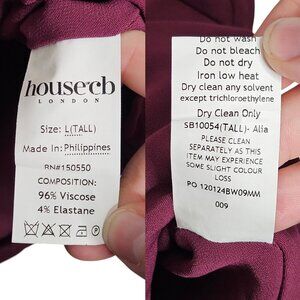 housecb
LONDON
Size: L(TALL)
Made In: Philippines
RN#150550
COMPOSITION:
96% Viscose
4% Elastane
Do not wash
Do not bleach
Do not dry
Iron low heat
Dry clean any solvent
except trichloroethylene
Dry Clean Only
SB10054(TALL)- Alia
PLEASE CLEAN
SEPARATELY AS THIS
ITEM MAY EXPERIENCE
SOME SLIGHT COLOUR
LOSS
PO 120124BW09MM
009